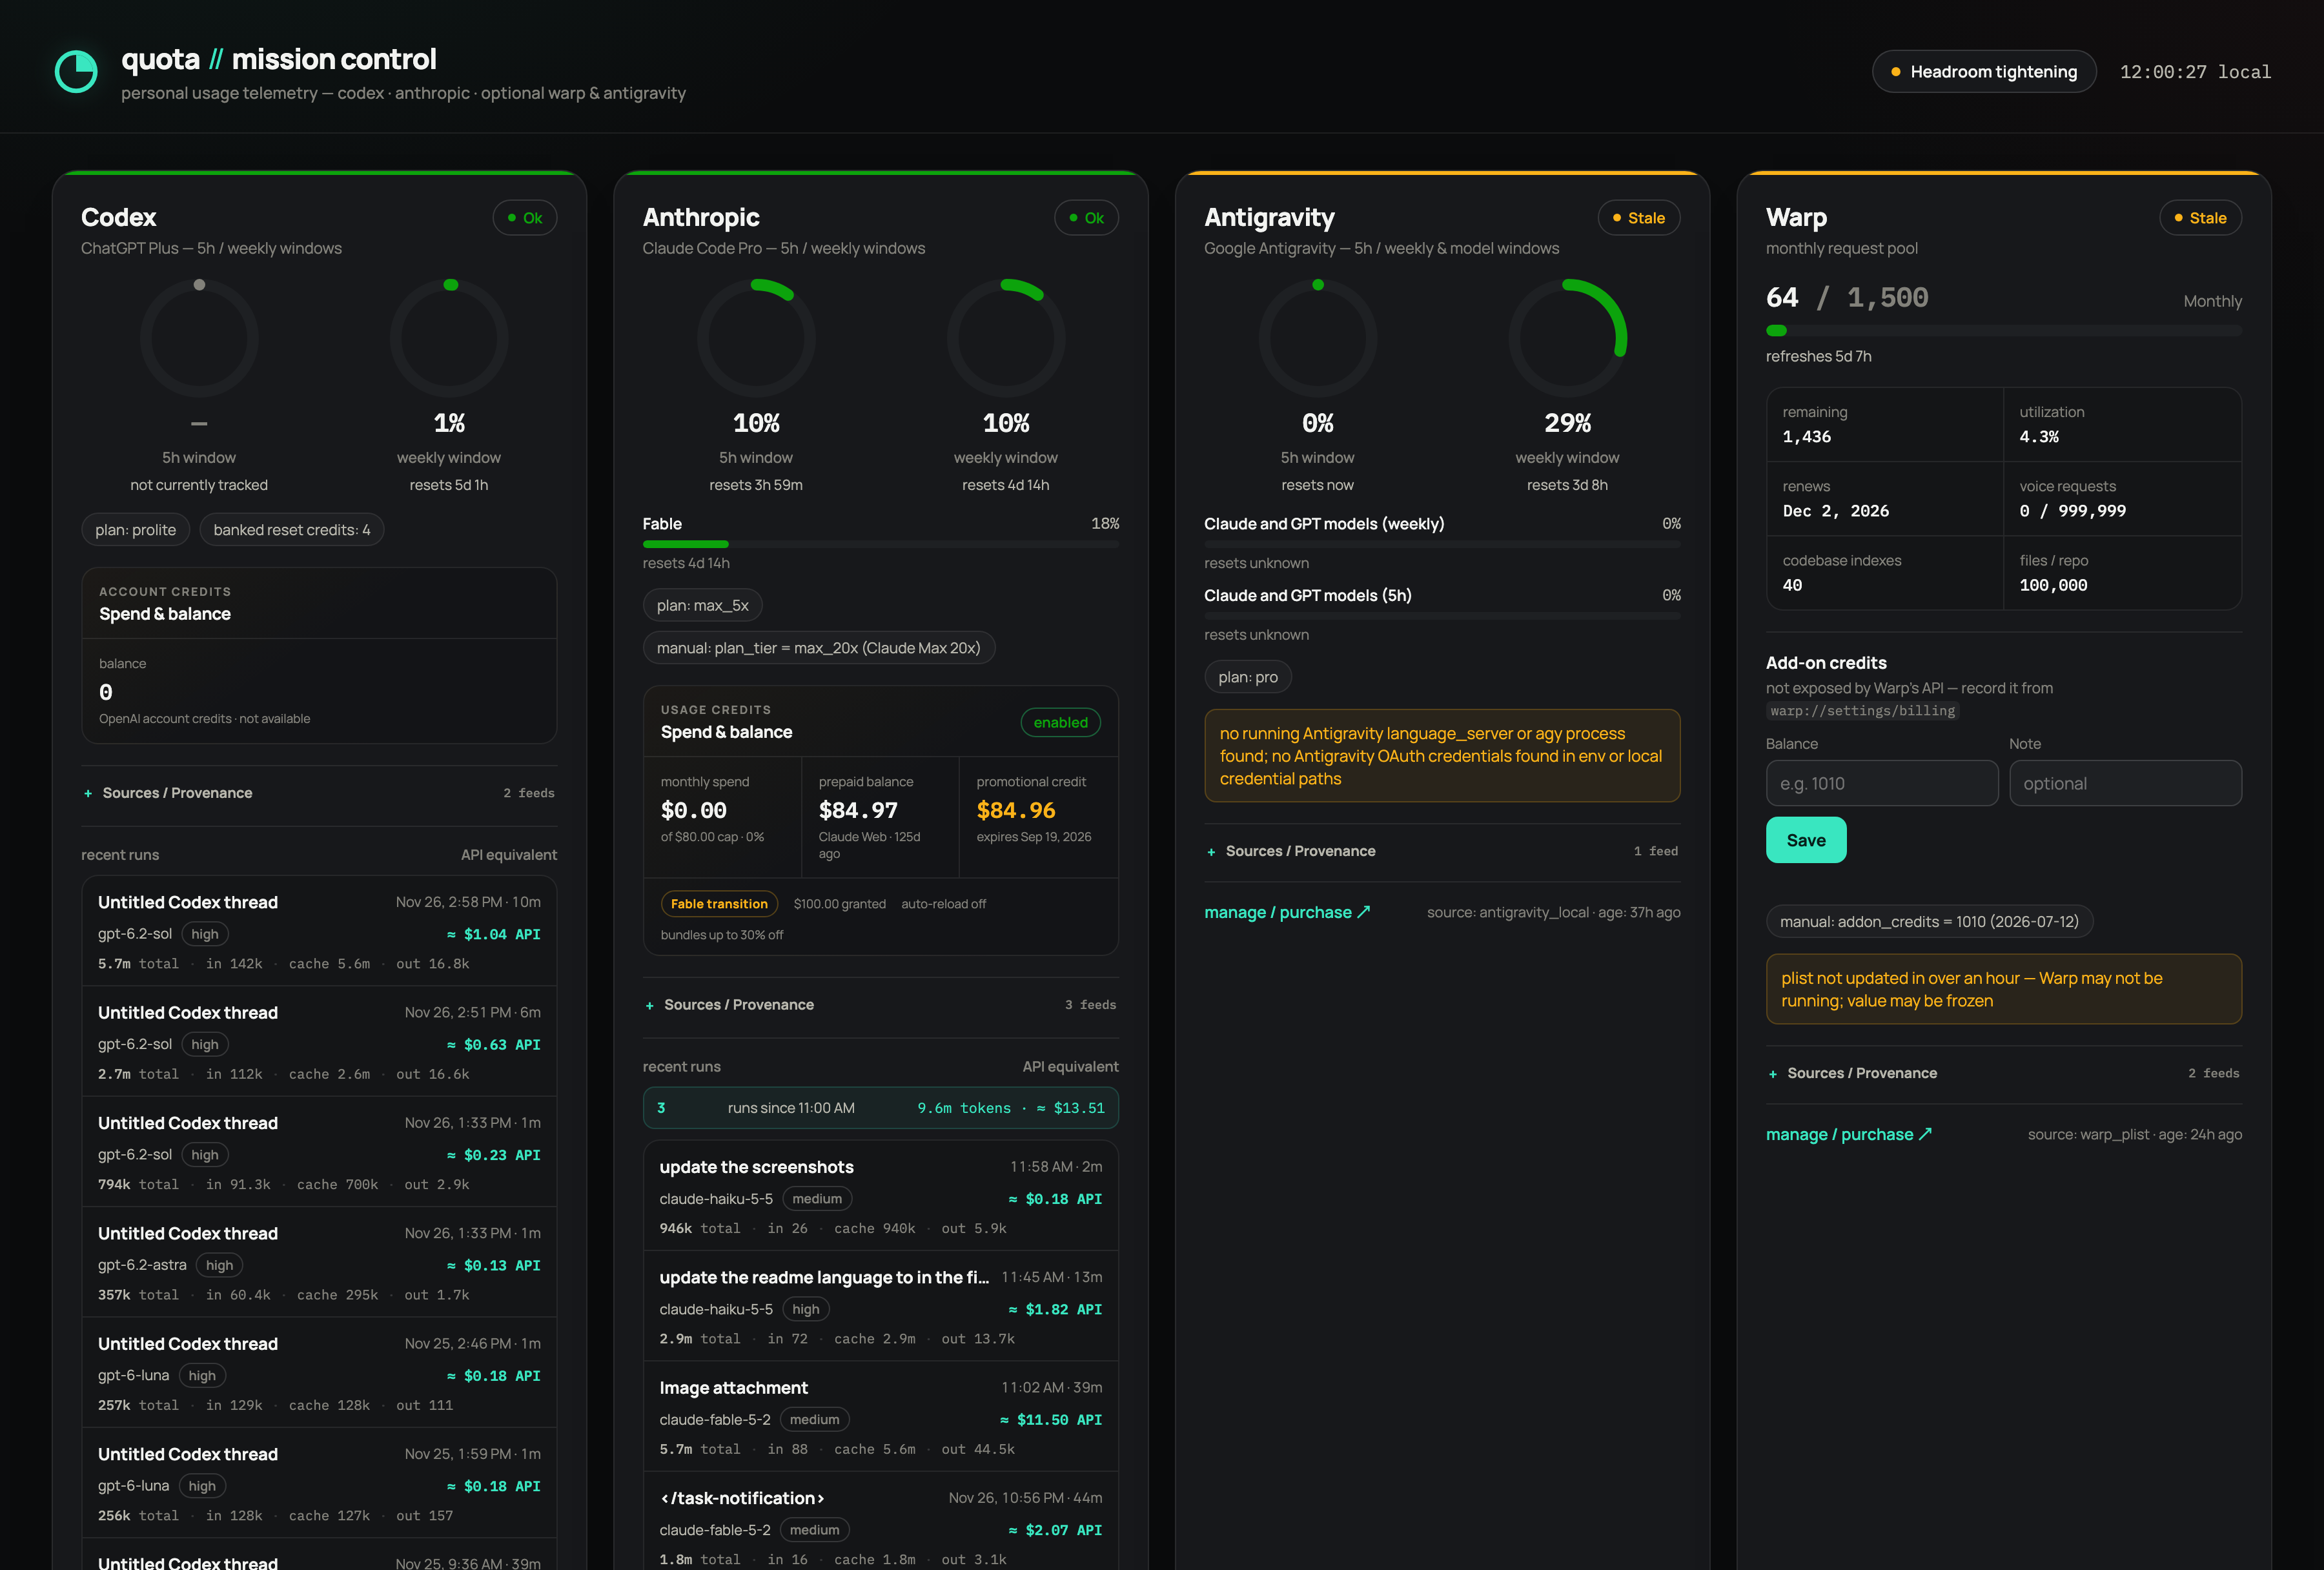 quota // mission control
personal usage telemetry — codex · anthropic · optional warp & antigravity
Headroom tightening
12:00:27 local
Codex
Ok
ChatGPT Plus — 5h / weekly windows
—
5h window
not currently tracked
1%
weekly window
resets 5d 1h
plan: prolite
banked reset credits: 4
ACCOUNT CREDITS
Spend & balance
balance
0
OpenAI account credits · not available
+ Sources / Provenance
2 feeds
recent runs
API equivalent
Untitled Codex thread
Nov 26, 2:58 PM · 10m
gpt-6.2-sol high
≈ $1.04 API
5.7m total · in 142k · cache 5.6m · out 16.8k
Untitled Codex thread
Nov 26, 2:51 PM · 6m
gpt-6.2-sol high
≈ $0.63 API
2.7m total · in 112k · cache 2.6m · out 16.6k
Untitled Codex thread
Nov 26, 1:33 PM · 1m
gpt-6.2-sol high
≈ $0.23 API
794k total · in 91.3k · cache 700k · out 2.9k
Untitled Codex thread
Nov 26, 1:33 PM · 1m
gpt-6.2-astra high
≈ $0.13 API
357k total · in 60.4k · cache 295k · out 1.7k
Untitled Codex thread
Nov 25, 2:46 PM · 1m
gpt-6-luna high
≈ $0.18 API
257k total · in 129k · cache 128k · out 111
Untitled Codex thread
Nov 25, 1:59 PM · 1m
gpt-6-luna high
≈ $0.18 API
256k total · in 128k · cache 127k · out 157
Untitled Codex thread
Nov 25, 9:36 AM · 39m
Anthropic
Ok
Claude Code Pro — 5h / weekly windows
10%
5h window
resets 3h 59m
10%
weekly window
resets 4d 14h
Fable
18%
resets 4d 14h
plan: max_5x
manual: plan_tier = max_20x (Claude Max 20x)
USAGE CREDITS
Spend & balance
enabled
monthly spend
$0.00
of $80.00 cap · 0%
prepaid balance
$84.97
Claude Web · 125d
ago
promotional credit
$84.96
expires Sep 19, 2026
Fable transition
$100.00 granted
auto-reload off
bundles up to 30% off
+ Sources / Provenance
3 feeds
recent runs
API equivalent
3
runs since 11:00 AM
9.6m tokens · ≈ $13.51
update the screenshots
11:58 AM · 2m
claude-haiku-5-5 medium
≈ $0.18 API
946k total · in 26 · cache 940k · out 5.9k
update the readme language to in the fi...
11:45 AM · 13m
claude-haiku-5-5 high
≈ $1.82 API
2.9m total · in 72 · cache 2.9m · out 13.7k
Image attachment
11:02 AM · 39m
claude-fable-5-2 medium
≈ $11.50 API
5.7m total · in 88 · cache 5.6m · out 44.5k
</task-notification>
Nov 26, 10:56 PM · 44m
claude-fable-5-2 medium
≈ $2.07 API
1.8m total · in 16 · cache 1.8m · out 3.1k
Antigravity
Stale
Google Antigravity — 5h / weekly & model windows
0%
5h window
resets now
29%
weekly window
resets 3d 8h
Claude and GPT models (weekly)
0%
resets unknown
Claude and GPT models (5h)
0%
resets unknown
plan: pro
no running Antigravity language_server or agy process
found; no Antigravity OAuth credentials found in env or local
credential paths
+ Sources / Provenance
1 feed
manage / purchase ↗
source: antigravity_local · age: 37h ago
Warp
Stale
monthly request pool
64 / 1,500
Monthly
refreshes 5d 7h
remaining
1,436
utilization
4.3%
renews
Dec 2, 2026
voice requests
0 / 999,999
codebase indexes
40
files / repo
100,000
Add-on credits
not exposed by Warp's API — record it from
warp://settings/billing
Balance
Note
e.g. 1010
optional
Save
manual: addon_credits = 1010 (2026-07-12)
plist not updated in over an hour — Warp may not be
running; value may be frozen
+ Sources / Provenance
2 feeds
manage / purchase ↗
source: warp_plist · age: 24h ago